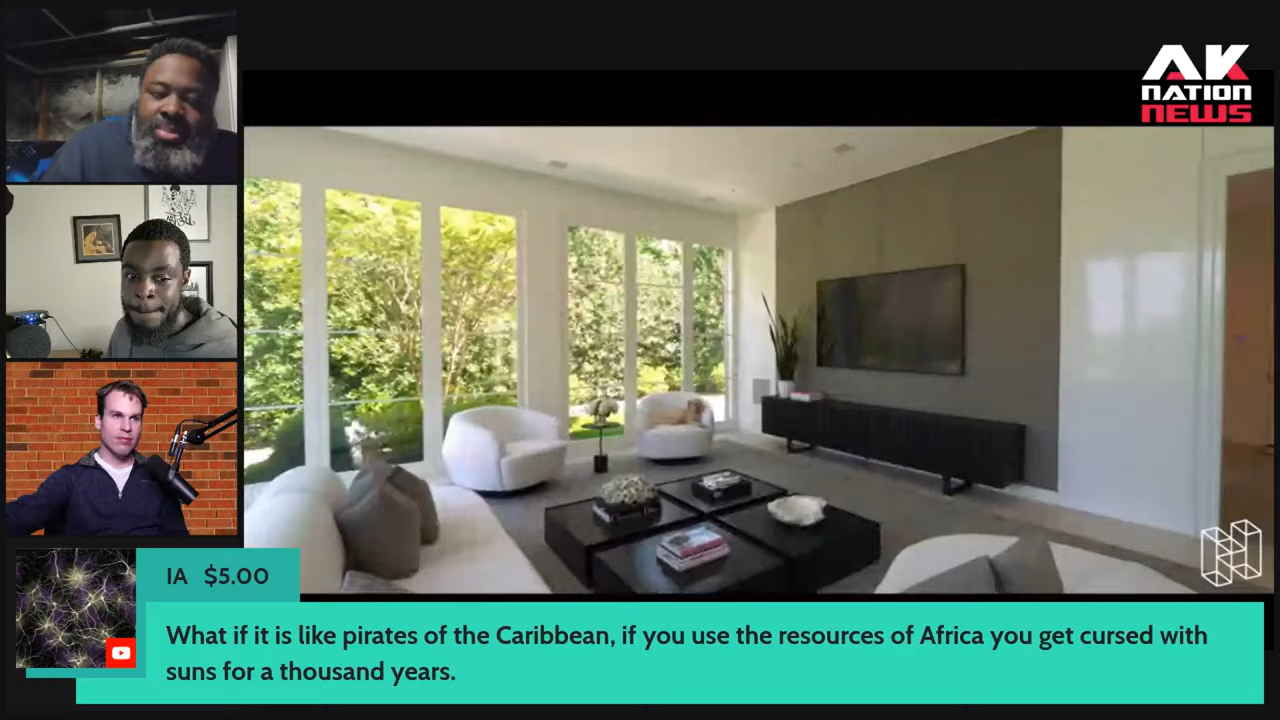 AK
NATION
NEWS
IA $5.00
What if it is like pirates of the Caribbean, if you use the resources of Africa you get cursed with
suns for a thousand years.